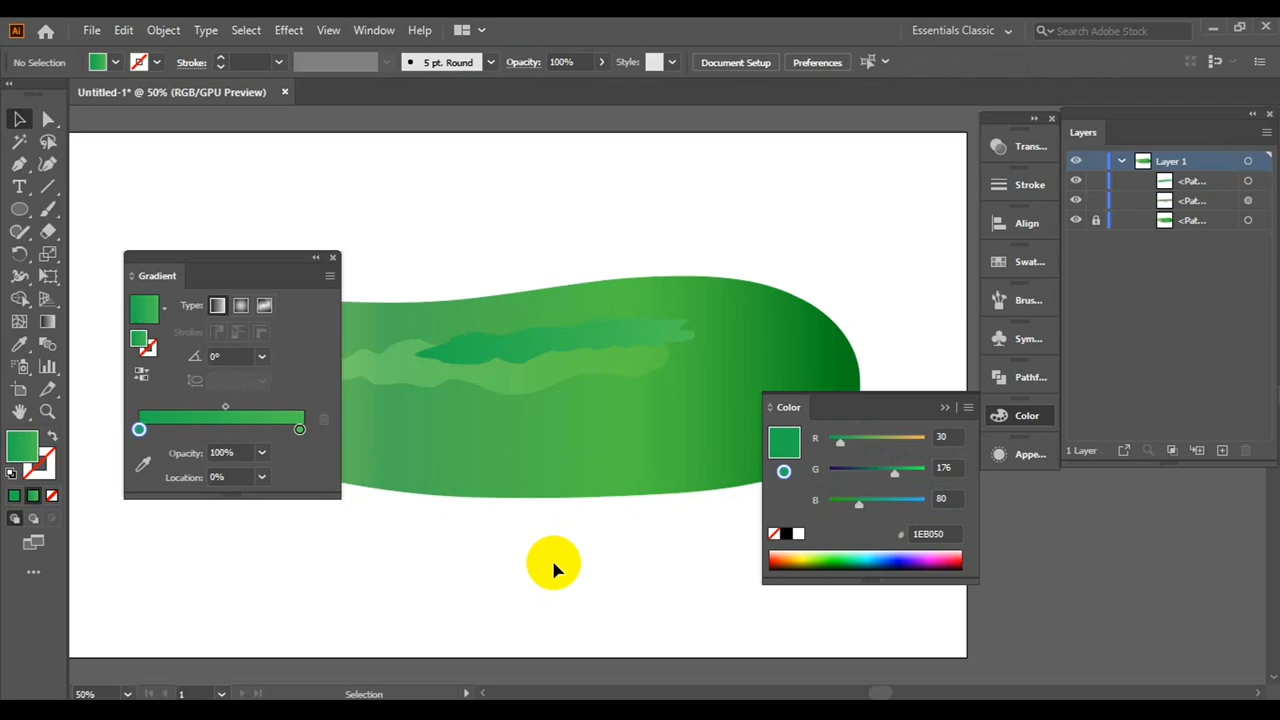 Ai File Edit Object Type Select Effect View Window Help Essentials Classic Search Adobe Stock
No Selection Stroke: 5 pt. Round Opacity: 100% Style: Document Setup Preferences
Untitled-1* @ 50% (RGB/GPU Preview)
Trans...
Stroke
Align
Swat...
Brus...
Sym...
Pathf...
Color
Appe...
Layers
Layer 1
<Pat...
<Pat...
<Pat...
1 Layer
Gradient
Type:
Stroke:
0°
Opacity: 100%
Location: 0%
Color
R 30
G 176
B 80
# 1EB050
50% 1 Selection